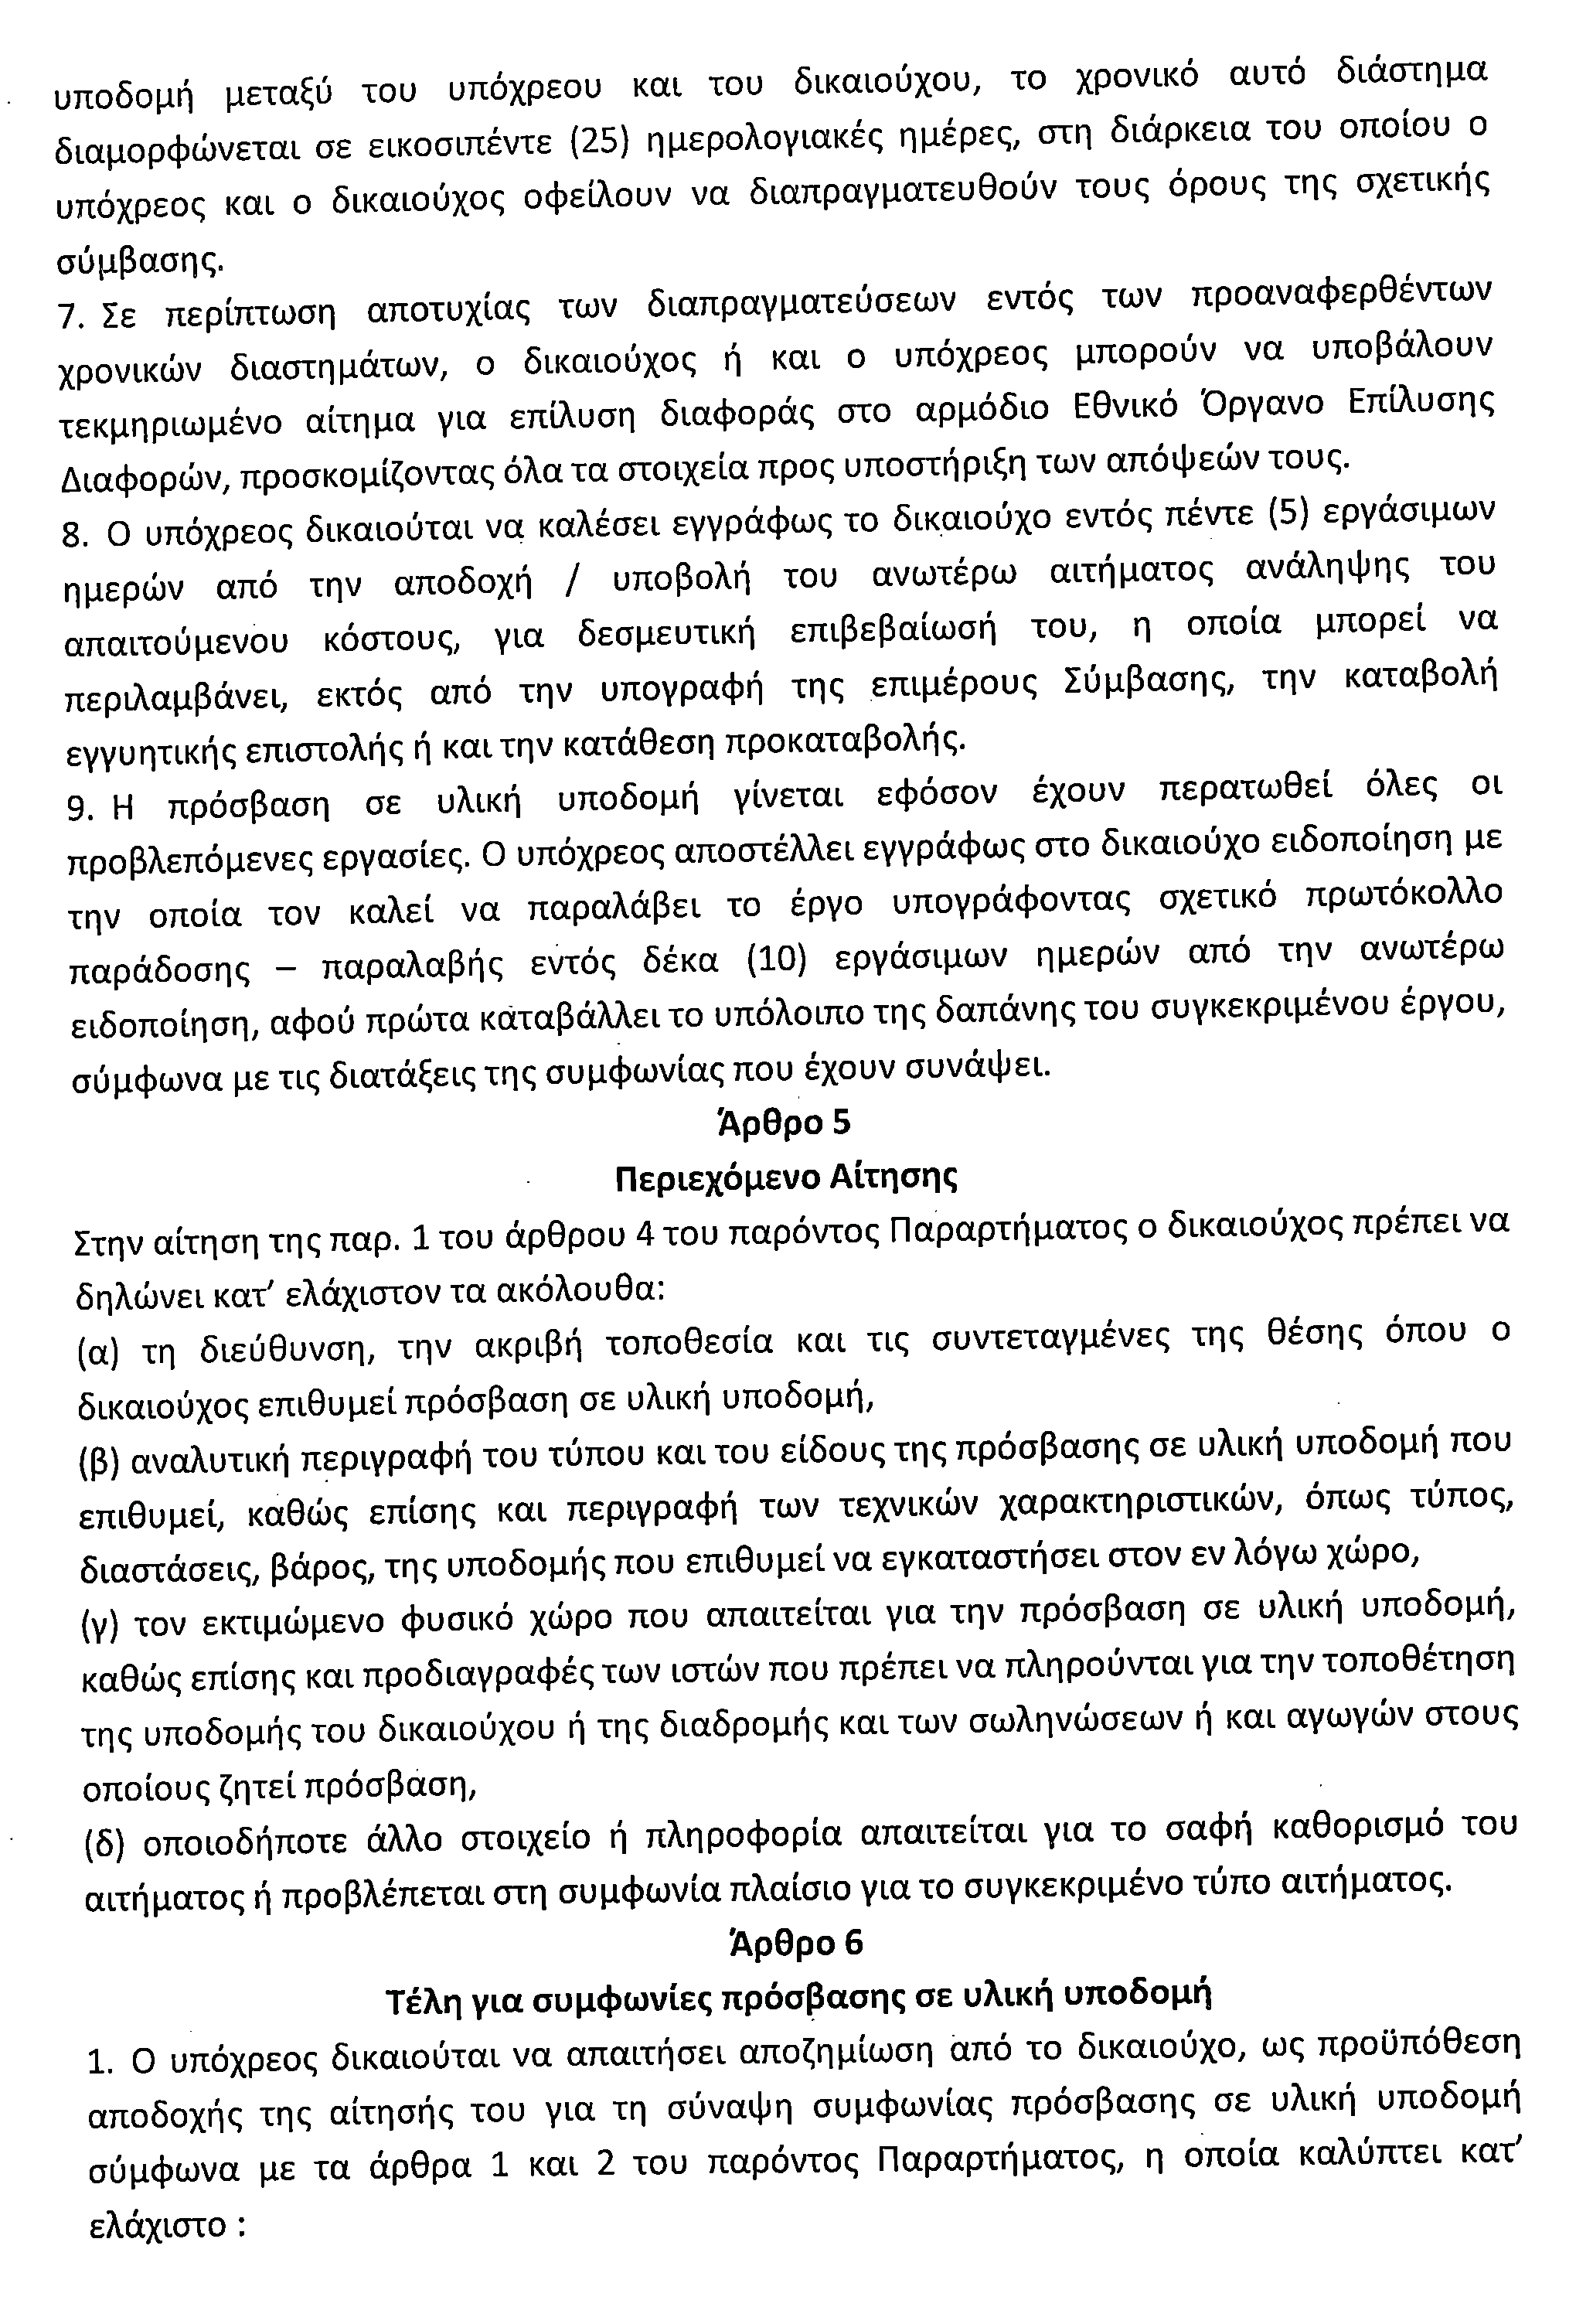 υποδομή μεταξύ του υπόχρεου και του δικαιούχου, το χρονικό αυτό διάστημα
διαμορφώνεται σε εικοσιπέντε (25) ημερολογιακές ημέρες, στη διάρκεια του οποίου ο
υπόχρεος και ο δικαιούχος οφείλουν να διαπραγματευθούν τους όρους της σχετικής
σύμβασης.
7. Σε περίπτωση αποτυχίας των διαπραγματεύσεων εντός των προαναφερθέντων
χρονικών διαστημάτων, ο δικαιούχος ή και ο υπόχρεος μπορούν να υποβάλουν
τεκμηριωμένο αίτημα για επίλυση διαφοράς στο αρμόδιο Εθνικό Όργανο Επίλυσης
Διαφορών, προσκομίζοντας όλα τα στοιχεία προς υποστήριξη των απόψεών τους.
8. Ο υπόχρεος δικαιούται να καλέσει εγγράφως το δικαιούχο εντός πέντε (5) εργάσιμων
ημερών από την αποδοχή / υποβολή του ανωτέρω αιτήματος ανάληψης του
απαιτούμενου κόστους, για δεσμευτική επιβεβαίωσή του, η οποία μπορεί να
περιλαμβάνει, εκτός από την υπογραφή της επιμέρους Σύμβασης, την καταβολή
εγγυητικής επιστολής ή και την κατάθεση προκαταβολής.
9. Η πρόσβαση σε υλική υποδομή γίνεται εφόσον έχουν περατωθεί όλες οι
προβλεπόμενες εργασίες. Ο υπόχρεος αποστέλλει εγγράφως στο δικαιούχο ειδοποίηση με
την οποία τον καλεί να παραλάβει το έργο υπογράφοντας σχετικό πρωτόκολλο
παράδοσης – παραλαβής εντός δέκα (10) εργάσιμων ημερών από την ανωτέρω
ειδοποίηση, αφού πρώτα καταβάλλει το υπόλοιπο της δαπάνης του συγκεκριμένου έργου,
σύμφωνα με τις διατάξεις της συμφωνίας που έχουν συνάψει.
Άρθρο 5
Περιεχόμενο Αίτησης
Στην αίτηση της παρ. 1 του άρθρου 4 του παρόντος Παραρτήματος ο δικαιούχος πρέπει να
δηλώνει κατ’ ελάχιστον τα ακόλουθα:
(α) τη διεύθυνση, την ακριβή τοποθεσία και τις συντεταγμένες της θέσης όπου ο
δικαιούχος επιθυμεί πρόσβαση σε υλική υποδομή,
(β) αναλυτική περιγραφή του τύπου και του είδους της πρόσβασης σε υλική υποδομή που
επιθυμεί, καθώς επίσης και περιγραφή των τεχνικών χαρακτηριστικών, όπως τύπος,
διαστάσεις, βάρος, της υποδομής που επιθυμεί να εγκαταστήσει στον εν λόγω χώρο,
(γ) τον εκτιμώμενο φυσικό χώρο που απαιτείται για την πρόσβαση σε υλική υποδομή,
καθώς επίσης και προδιαγραφές των ιστών που πρέπει να πληρούνται για την τοποθέτηση
της υποδομής του δικαιούχου ή της διαδρομής και των σωληνώσεων ή και αγωγών στους
οποίους ζητεί πρόσβαση,
(δ) οποιοδήποτε άλλο στοιχείο ή πληροφορία απαιτείται για το σαφή καθορισμό του
αιτήματος ή προβλέπεται στη συμφωνία πλαίσιο για το συγκεκριμένο τύπο αιτήματος.
Άρθρο 6
Τέλη για συμφωνίες πρόσβασης σε υλική υποδομή
1. Ο υπόχρεος δικαιούται να απαιτήσει αποζημίωση από το δικαιούχο, ως προϋπόθεση
αποδοχής της αίτησής του για τη σύναψη συμφωνίας πρόσβασης σε υλική υποδομή
σύμφωνα με τα άρθρα 1 και 2 του παρόντος Παραρτήματος, η οποία καλύπτει κατ’
ελάχιστο :